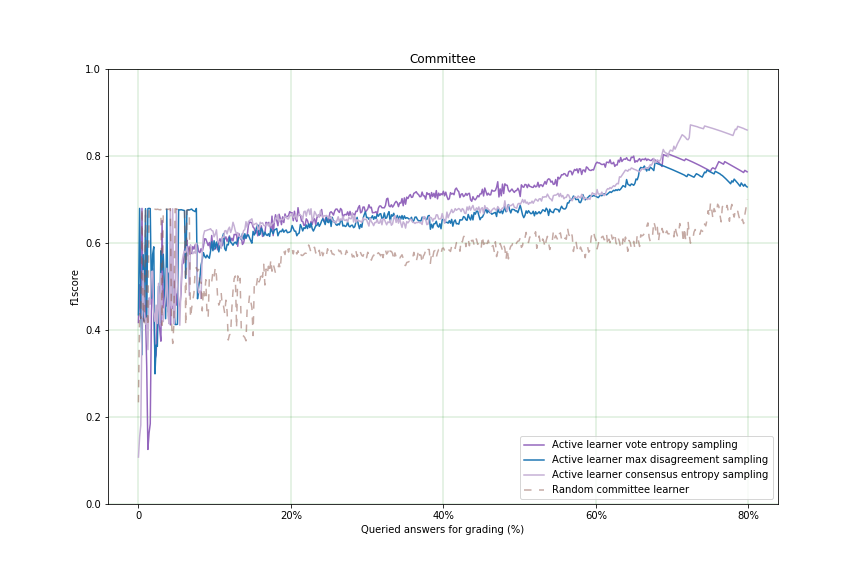 Committee
1.0
0.8
0.6
0.4
0.2
0.0
f1score
0
20%
40%
60%
80%
Queried answers for grading (%)
Active learner vote entropy sampling
Active learner max disagreement sampling
Active learner consensus entropy sampling
Random committee learner